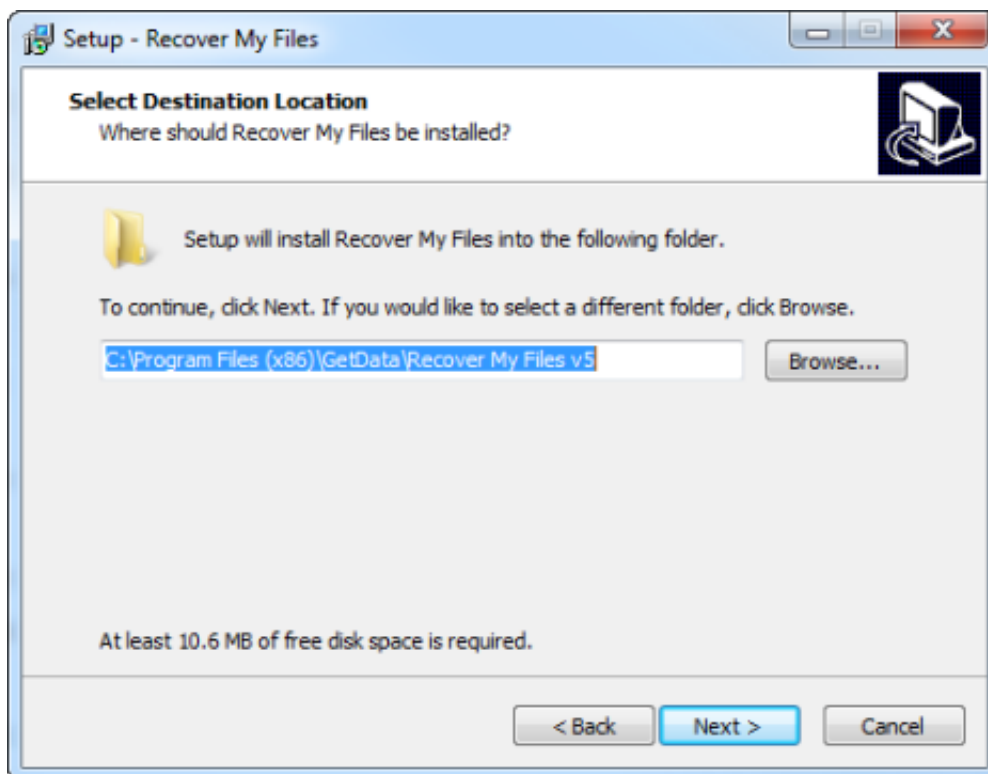 Setup - Recover My Files
Select Destination Location
Where should Recover My Files be installed?
Setup will install Recover My Files into the following folder.
To continue, click Next. If you would like to select a different folder, click Browse.
C:\Program Files (x86)\GetData\Recover My Files v5
Browse...
At least 10.6 MB of free disk space is required.
< Back
Next >
Cancel